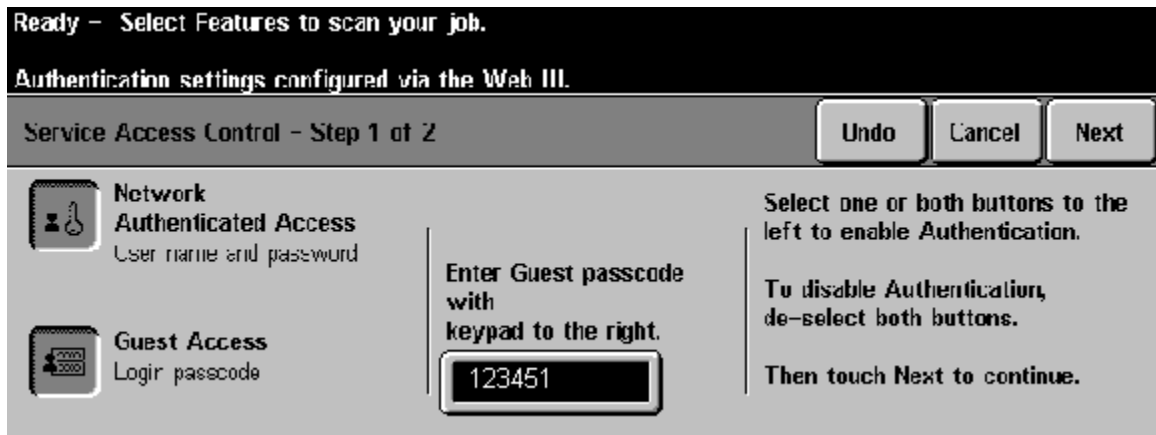 Ready - Select Features to scan your job.
Authentication settings configured via the Web III.
Service Access Control - Step 1 of 2
Undo
Cancel
Next
Network
Authenticated Access
User name and password
Guest Access
Login passcode
Enter Guest passcode
with
keypad to the right.
123451
Select one or both buttons to the
left to enable Authentication.
To disable Authentication,
de-select both buttons.
Then touch Next to continue.